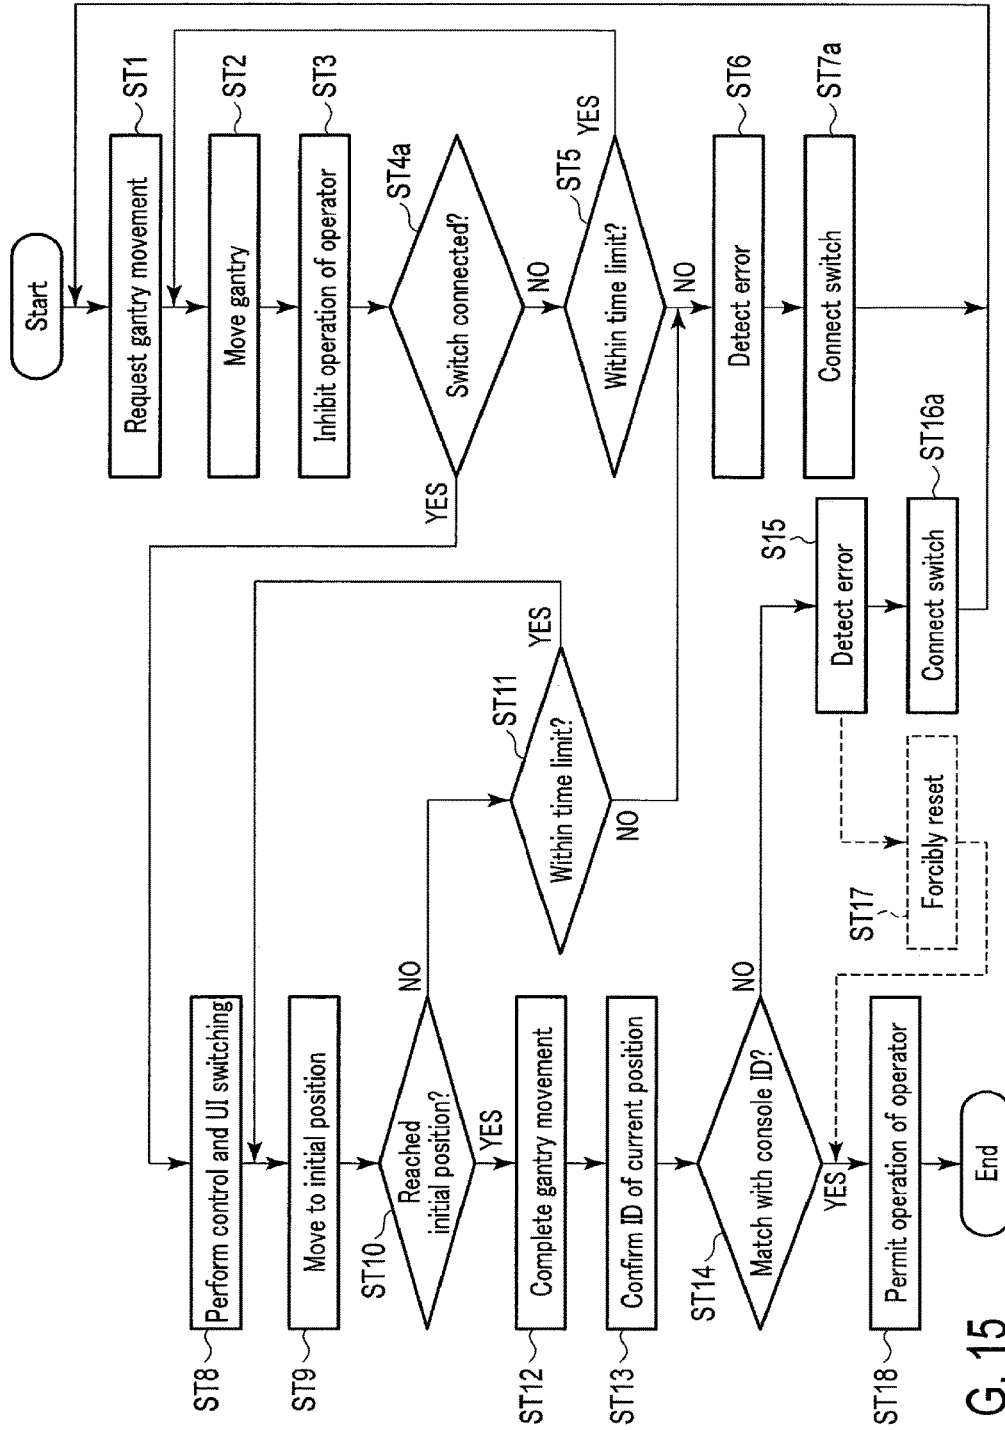 Start
ST1
Request gantry movement
ST2
Move gantry
ST3
Inhibit operation of operator
ST4a
Switch connected?
YES
NO
ST5
Within time limit?
YES
NO
ST6
Detect error
ST7a
Connect switch
ST8
Perform control and UI switching
ST9
Move to initial position
ST10
Reached
initial position?
NO
YES
ST11
Within time limit?
YES
NO
ST12
Complete gantry movement
ST13
Confirm ID of current position
ST14
Match with console ID?
NO
YES
S15
Detect error
ST16a
Connect switch
ST17
Forcibly reset
ST18
Permit operation of operator
End
G. 15